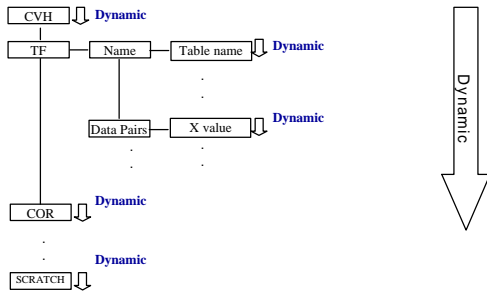 CVH Dynamic
TF Name Table name Dynamic
Data Pairs X value Dynamic
COR Dynamic
SCRATCH Dynamic
Dynamic